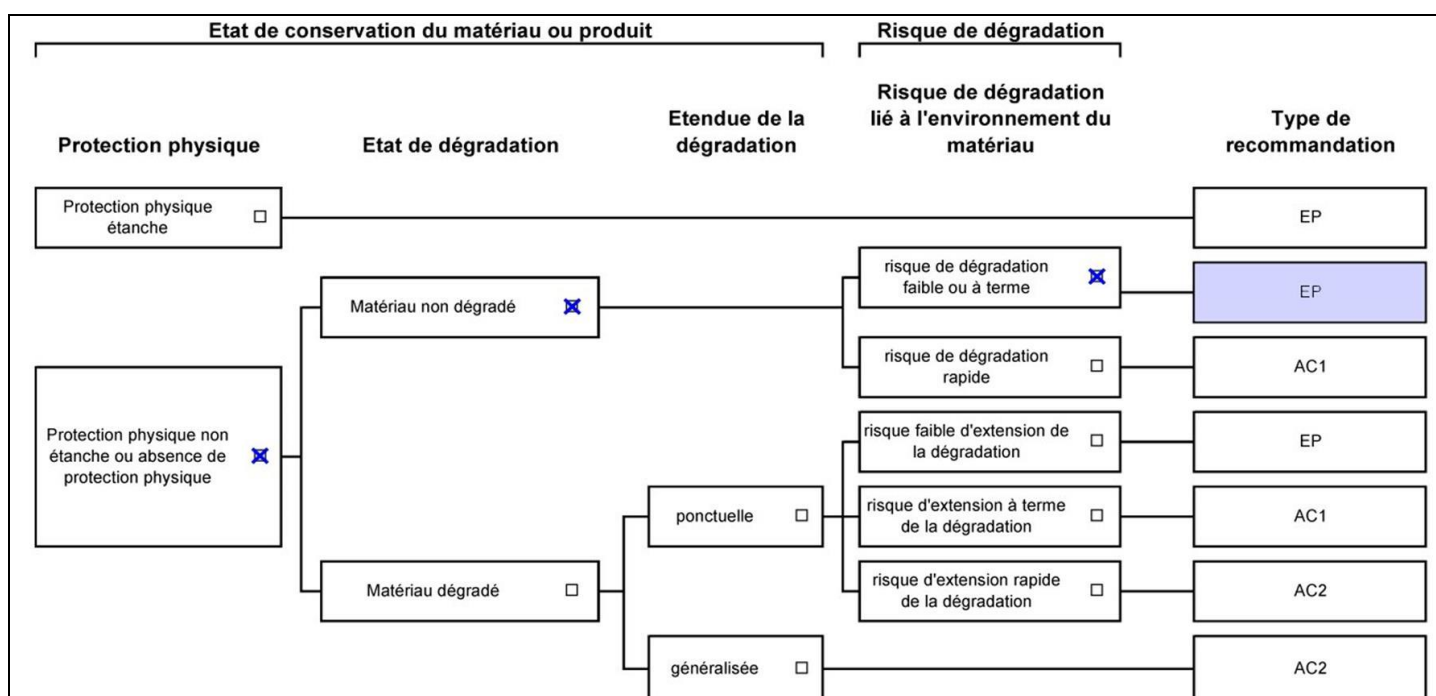 Etat de conservation du matériau ou produit
Risque de dégradation
Protection physique
Etat de dégradation
Etendue de la
dégradation
Risque de dégradation
lié à l'environnement du
matériau
Type de
recommandation
Protection physique
étanche
EP
Protection physique non
étanche ou absence de
protection physique
Matériau non dégradé
risque de dégradation
faible ou à terme
EP
risque de dégradation
rapide
AC1
Matériau dégradé
ponctuelle
risque faible d'extension de
la dégradation
EP
risque d'extension à terme
de la dégradation
AC1
risque d'extension rapide
de la dégradation
AC2
généralisée
AC2